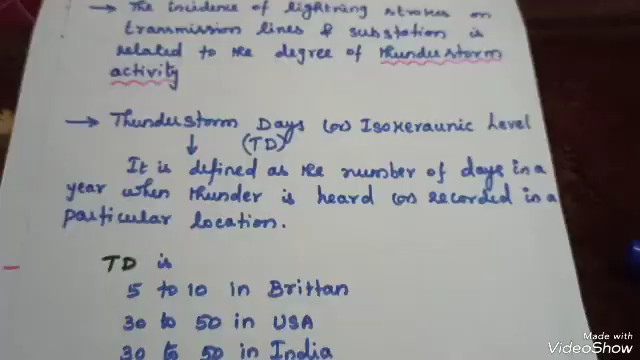 → The incidence of lightning strokes on
transmission lines & substation is
related to the degree of thunderstorm
activity
→ Thunderstorm Days (or) Isokeraunic Level
(TD)
It is defined as the number of days in a
year when thunder is heard (or) recorded in a
particular location.
TD is
5 to 10 in Brittan
30 to 50 in USA
30 to 50 in India
Made with
VideoShow